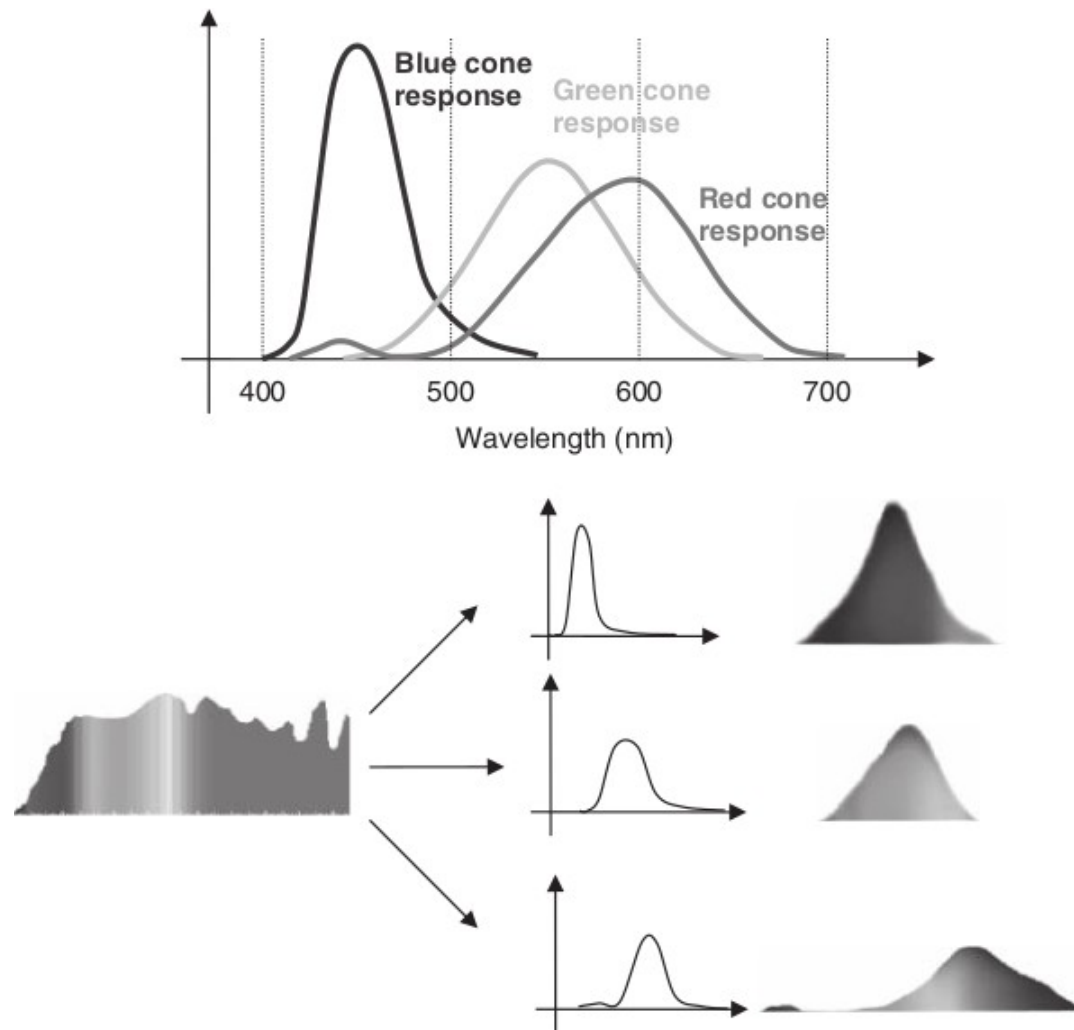 Blue cone
response
Green cone
response
Red cone
response
400
500
600
700
Wavelength (nm)